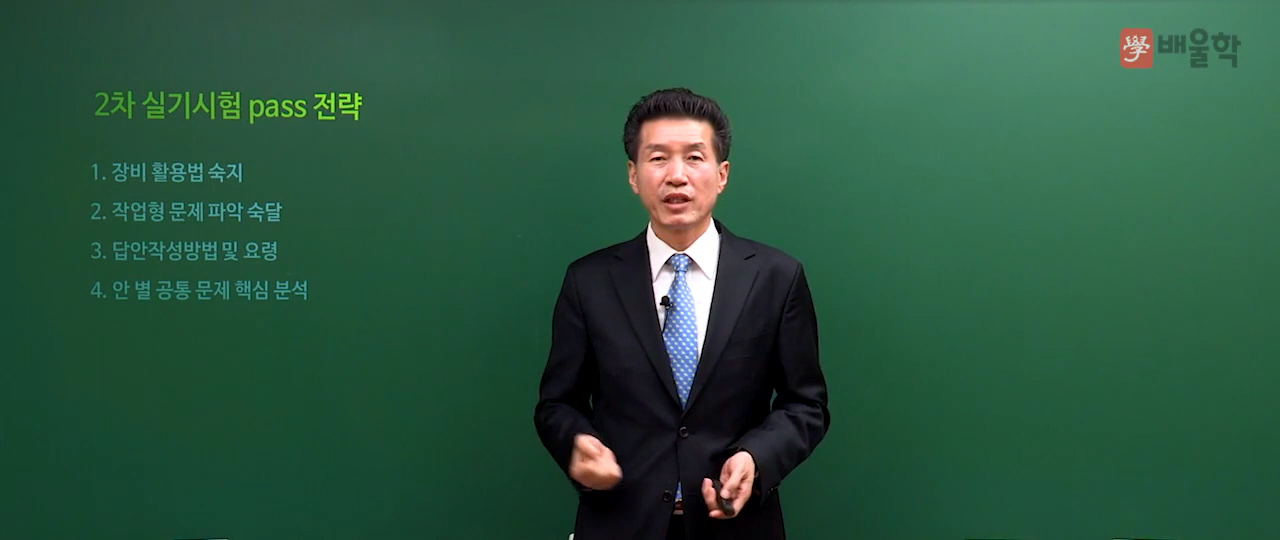 學 배울학
2차 실기시험 pass 전략
1. 장비 활용법 숙지
2. 작업형 문제 파악 숙달
3. 답안작성방법 및 요령
4. 안 별 공통 문제 핵심 분석